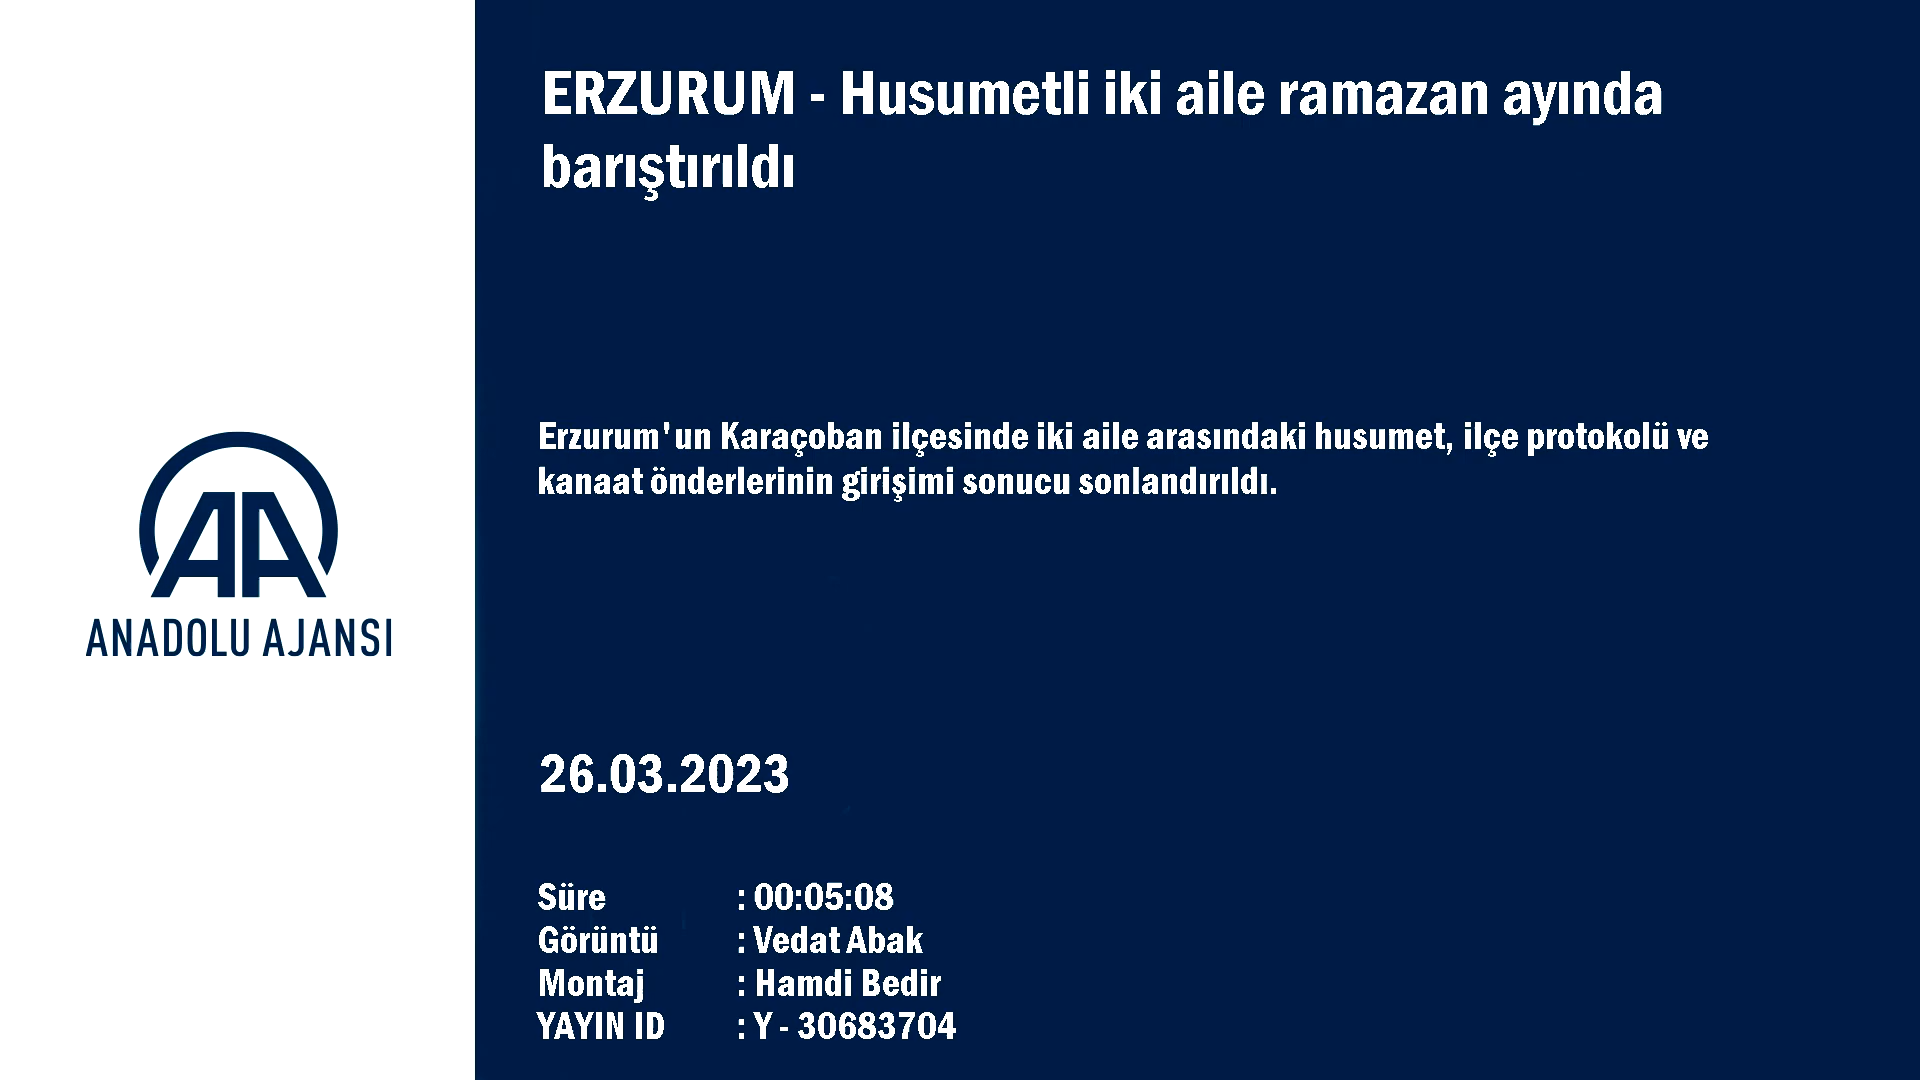 ERZURUM - Husumetli iki aile ramazan ayında
barıştırıldı
Erzurum'un Karaçoban ilçesinde iki aile arasındaki husumet, ilçe protokolü ve
kanaat önderlerinin girişimi sonucu sonlandırıldı.
AA
ANADOLU AJANSI
26.03.2023
Süre : 00:05:08
Görüntü : Vedat Abak
Montaj : Hamdi Bedir
YAYIN ID : Y - 30683704